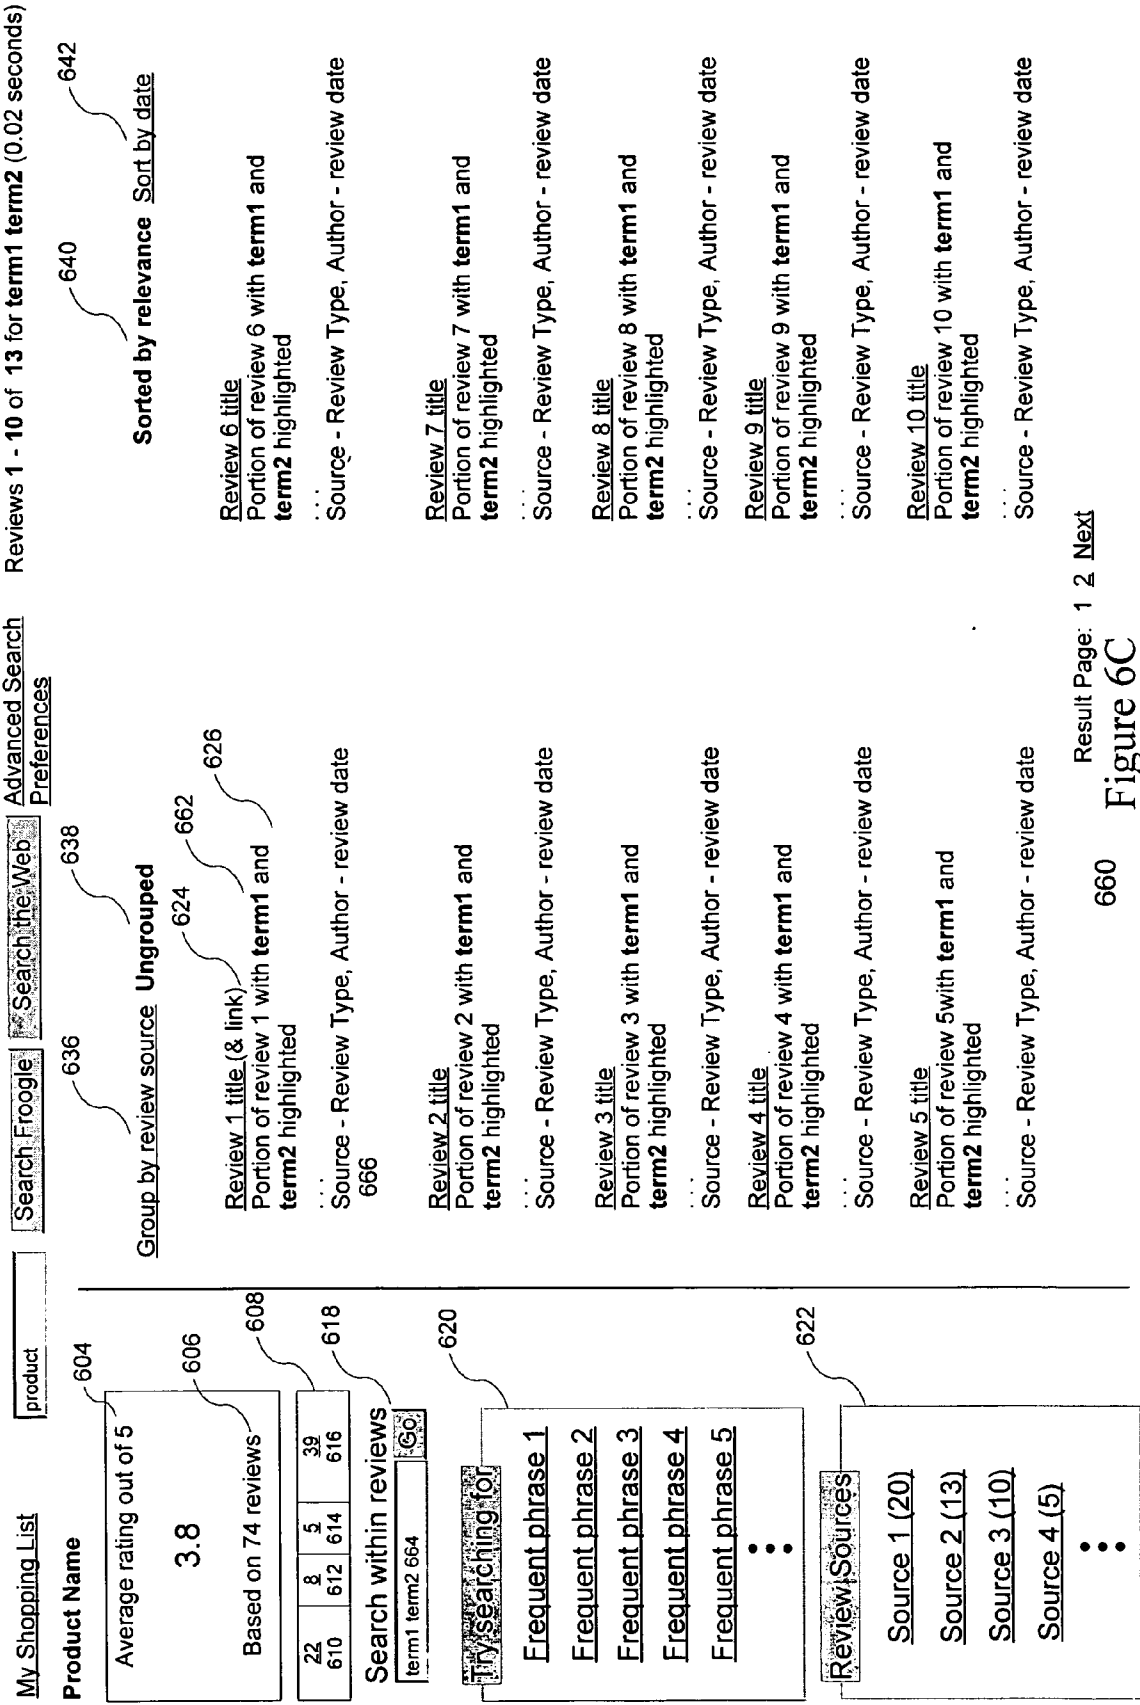 My Shopping List
product
Search Froogle
Search the Web
Advanced Search
Preferences
Reviews 1 - 10 of 13 for term1 term2 (0.02 seconds)
Product Name
604
Average rating out of 5
3.8
606
Based on 74 reviews
608
22 8 5 39
610 612 614 616
618
Search within reviews
term1 term2 664
Go
620
Try searching for
Frequent phrase 1
Frequent phrase 2
Frequent phrase 3
Frequent phrase 4
Frequent phrase 5
622
Review Sources
Source 1 (20)
Source 2 (13)
Source 3 (10)
Source 4 (5)
636
638
Group by review source Ungrouped
640
642
Sorted by relevance Sort by date
624
662
626
Review 1 title (& link)
Portion of review 1 with term1 and
term2 highlighted
...
Source - Review Type, Author - review date
666
Review 2 title
Portion of review 2 with term1 and
term2 highlighted
...
Source - Review Type, Author - review date
Review 3 title
Portion of review 3 with term1 and
term2 highlighted
...
Source - Review Type, Author - review date
Review 4 title
Portion of review 4 with term1 and
term2 highlighted
...
Source - Review Type, Author - review date
Review 5 title
Portion of review 5with term1 and
term2 highlighted
...
Source - Review Type, Author - review date
Review 6 title
Portion of review 6 with term1 and
term2 highlighted
...
Source - Review Type, Author - review date
Review 7 title
Portion of review 7 with term1 and
term2 highlighted
...
Source - Review Type, Author - review date
Review 8 title
Portion of review 8 with term1 and
term2 highlighted
...
Source - Review Type, Author - review date
Review 9 title
Portion of review 9 with term1 and
term2 highlighted
...
Source - Review Type, Author - review date
Review 10 title
Portion of review 10 with term1 and
term2 highlighted
...
Source - Review Type, Author - review date
Result Page: 1 2 Next
660
Figure 6C